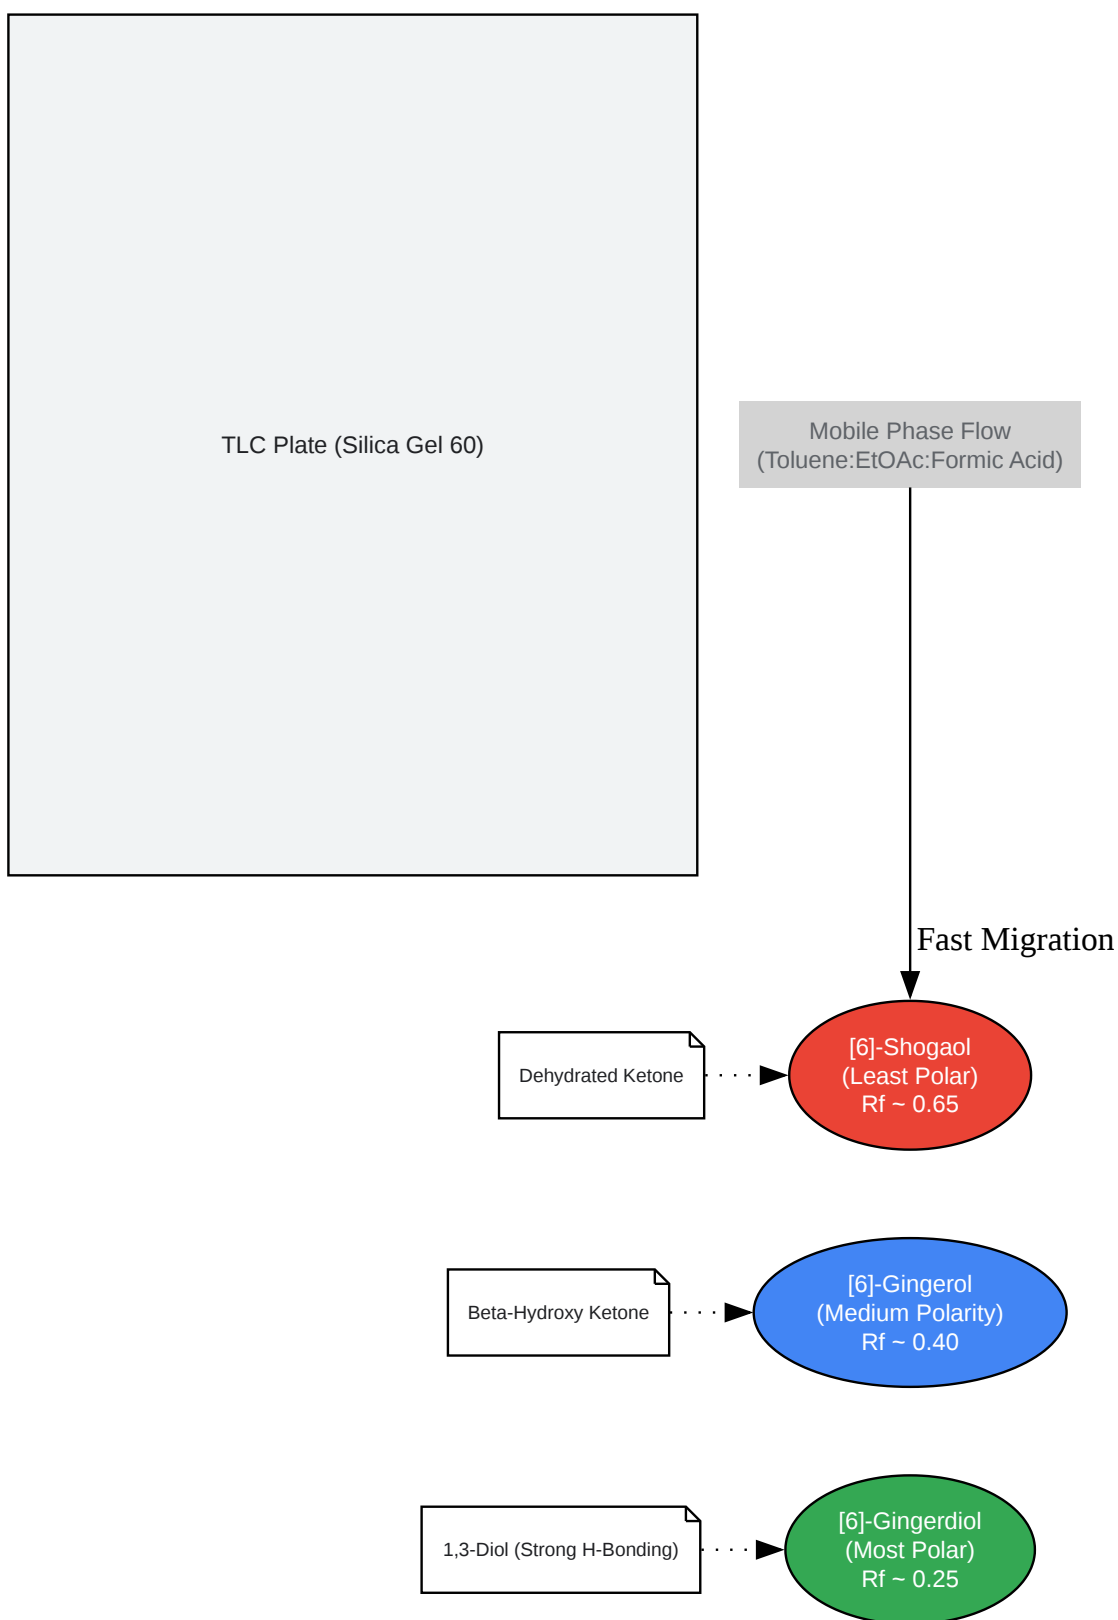 TLC Plate (Silica Gel 60)
Mobile Phase Flow
(Toluene:EtOAc:Formic Acid)
Fast Migration
Dehydrated Ketone
[6]-Shogaol
(Least Polar)
Rf ~ 0.65
Beta-Hydroxy Ketone
[6]-Gingerol
(Medium Polarity)
Rf ~ 0.40
1,3-Diol (Strong H-Bonding)
[6]-Gingerdiol
(Most Polar)
Rf ~ 0.25